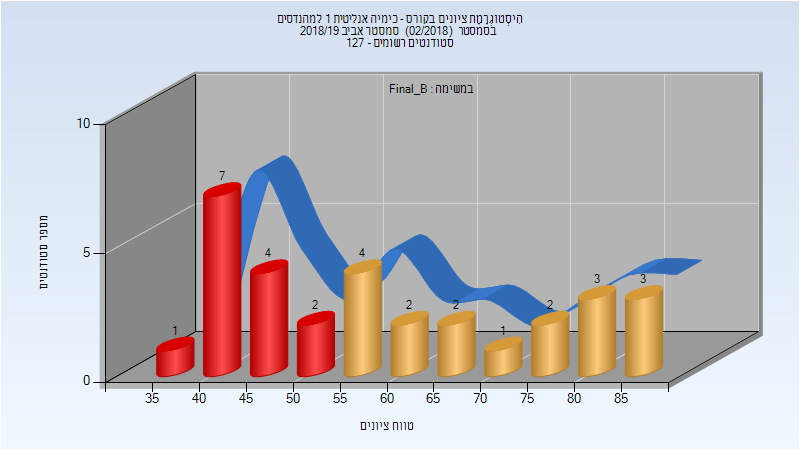 הִיסְטוֹגְרָמַת ציונים בקורס - כימיה אנליטית 1 למהנדסים
בסמסטר (02/2018) סמסטר אביב 2018/19
סטודנטים רשומים - 127
במשימה : Final_B
מספר סטודנטים
10
5
0
1
7
4
2
4
2
2
1
2
3
3
35 40 45 50 55 60 65 70 75 80 85
טווח ציונים